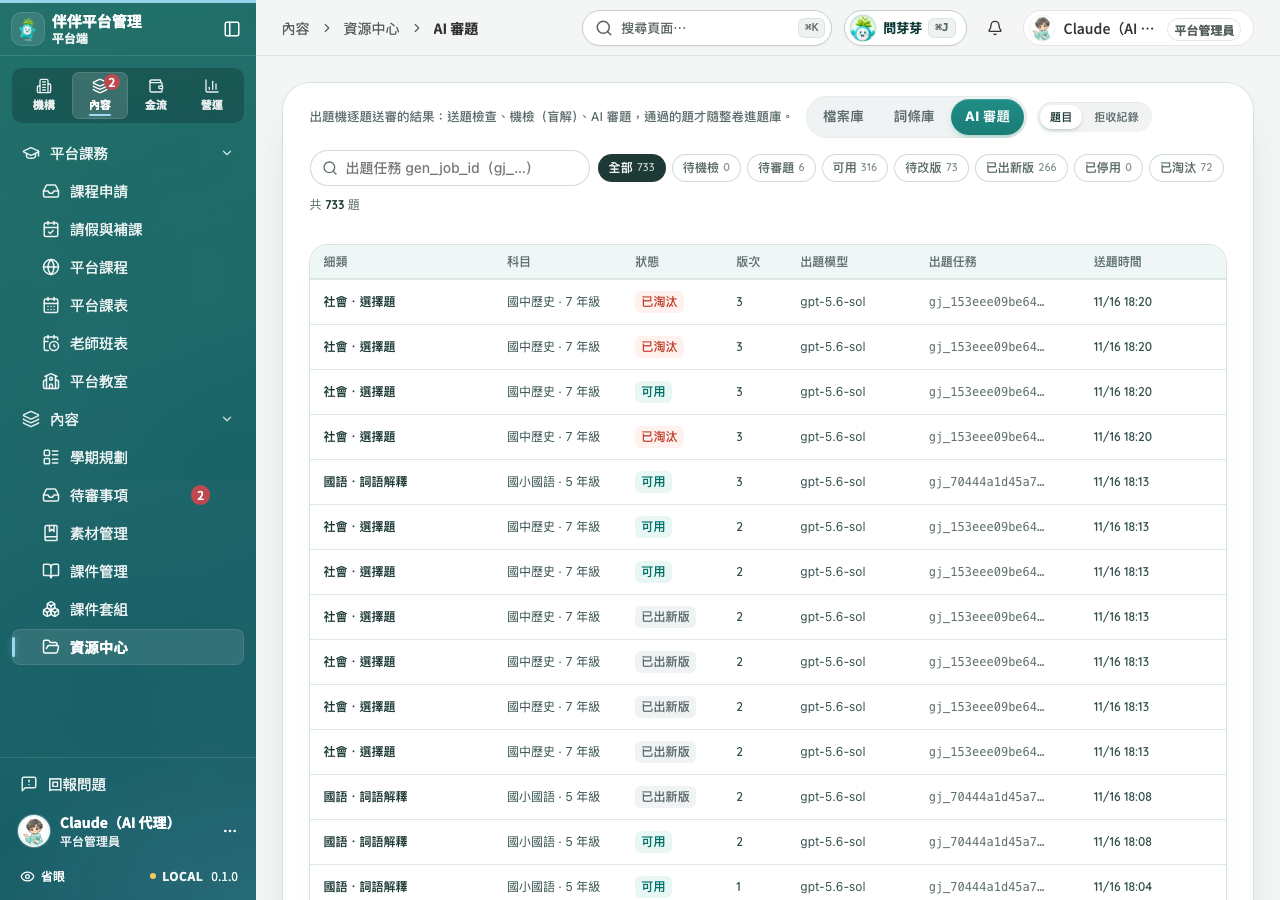 伴伴平台管理
平台端
2
機構
內容
金流
營運
平台課務
課程申請
請假與補課
平台課程
平台課表
老師班表
平台教室
內容
學期規劃
待審事項
2
素材管理
課件管理
課件套組
資源中心
回報問題
Claude（AI 代理）
平台管理員
省眼
LOCAL 0.1.0
內容 > 資源中心 > AI 審題
搜尋頁面… ⌘K
問芽芽 ⌘J
Claude（AI … 平台管理員
出題機逐題送審的結果：送題檢查、機檢（盲解）、AI 審題，通過的題才隨整卷進題庫。
檔案庫 詞條庫 AI 審題
題目 拒收紀錄
出題任務 gen_job_id（gj_...）
全部 733 待機檢 0 待審題 6 可用 316 待改版 73 已出新版 266 已停用 0 已淘汰 72
共 733 題
細類 科目 狀態 版次 出題模型 出題任務 送題時間
社會 · 選擇題 國中歷史 · 7 年級 已淘汰 3 gpt-5.6-sol gj_153eee09be64… 11/16 18:20
社會 · 選擇題 國中歷史 · 7 年級 已淘汰 3 gpt-5.6-sol gj_153eee09be64… 11/16 18:20
社會 · 選擇題 國中歷史 · 7 年級 可用 3 gpt-5.6-sol gj_153eee09be64… 11/16 18:20
社會 · 選擇題 國中歷史 · 7 年級 已淘汰 3 gpt-5.6-sol gj_153eee09be64… 11/16 18:20
國語 · 詞語解釋 國小國語 · 5 年級 可用 3 gpt-5.6-sol gj_70444a1d45a7… 11/16 18:13
社會 · 選擇題 國中歷史 · 7 年級 可用 2 gpt-5.6-sol gj_153eee09be64… 11/16 18:13
社會 · 選擇題 國中歷史 · 7 年級 可用 2 gpt-5.6-sol gj_153eee09be64… 11/16 18:13
社會 · 選擇題 國中歷史 · 7 年級 已出新版 2 gpt-5.6-sol gj_153eee09be64… 11/16 18:13
社會 · 選擇題 國中歷史 · 7 年級 已出新版 2 gpt-5.6-sol gj_153eee09be64… 11/16 18:13
社會 · 選擇題 國中歷史 · 7 年級 已出新版 2 gpt-5.6-sol gj_153eee09be64… 11/16 18:13
社會 · 選擇題 國中歷史 · 7 年級 已出新版 2 gpt-5.6-sol gj_153eee09be64… 11/16 18:13
國語 · 詞語解釋 國小國語 · 5 年級 已出新版 2 gpt-5.6-sol gj_70444a1d45a7… 11/16 18:08
國語 · 詞語解釋 國小國語 · 5 年級 可用 2 gpt-5.6-sol gj_70444a1d45a7… 11/16 18:08
國語 · 詞語解釋 國小國語 · 5 年級 可用 1 gpt-5.6-sol gj_70444a1d45a7… 11/16 18:04